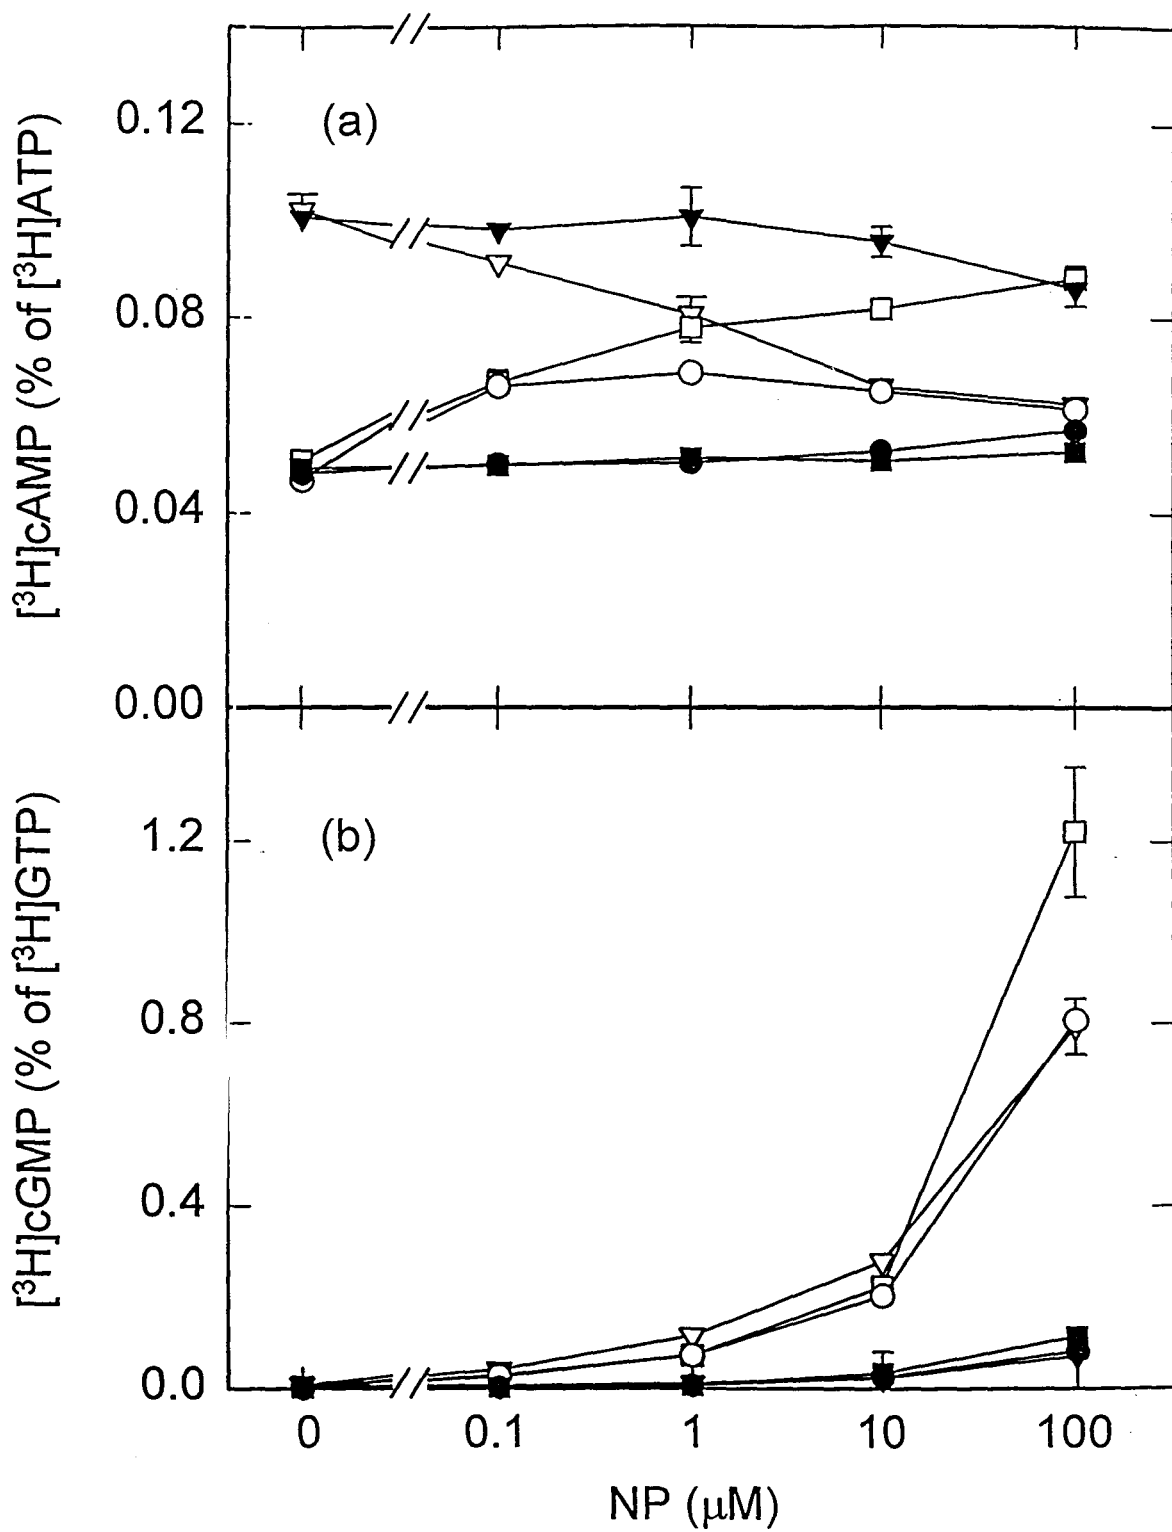 [³H]cAMP (% of [³H]ATP)
(a)
0.12
0.08
0.04
0.00
[³H]cGMP (% of [³H]GTP)
(b)
1.2
0.8
0.4
0.0
0 0.1 1 10 100
NP (μM)